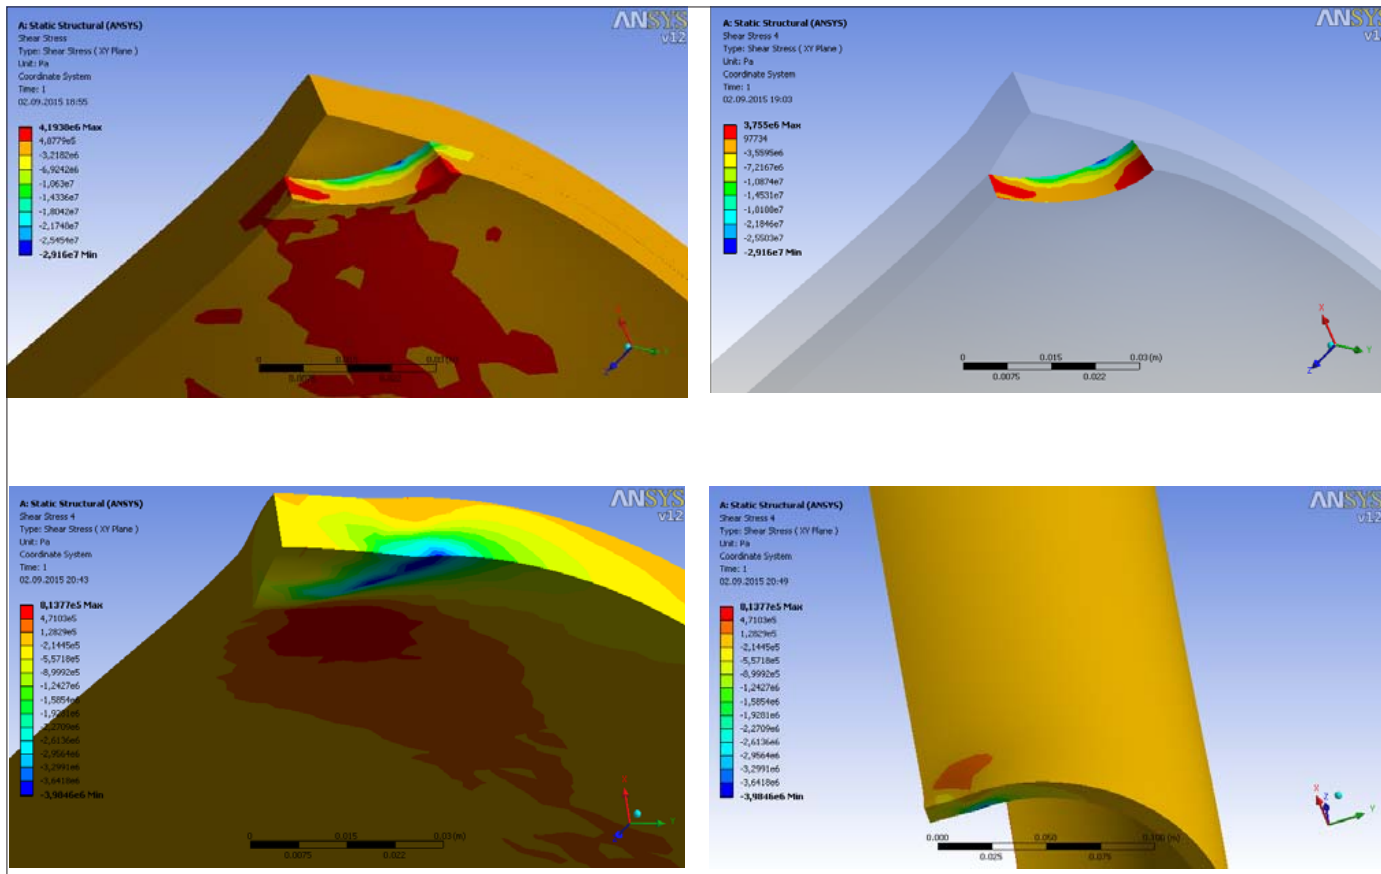 A: Static Structural (ANSYS)
Shear Stress
Type: Shear Stress ( XY Plane )
Unit: Pa
Coordinate System
Time: 1
02.09.2015 18:55
4,1938e6 Max
4,8779e5
-3,2182e6
-6,9242e6
-1,063e7
-1,4336e7
-1,8042e7
-2,1748e7
-2,5454e7
-2,916e7 Min
ANSYS
v12
0 0.015 0.03 (m)
0.0075 0.022
X
Y
Z
A: Static Structural (ANSYS)
Shear Stress 4
Type: Shear Stress ( XY Plane )
Unit: Pa
Coordinate System
Time: 1
02.09.2015 19:03
3,755e6 Max
97734
-3,5595e6
-7,2167e6
-1,0874e7
-1,4531e7
-1,8188e7
-2,1846e7
-2,5503e7
-2,916e7 Min
ANSYS
v1
0 0.015 0.03 (m)
0.0075 0.022
X
Y
Z
A: Static Structural (ANSYS)
Shear Stress 4
Type: Shear Stress ( XY Plane )
Unit: Pa
Coordinate System
Time: 1
02.09.2015 20:43
8,1377e5 Max
4,7103e5
1,2829e5
-2,1445e5
-5,5718e5
-8,9992e5
-1,2427e6
-1,5854e6
-1,9281e6
-2,2709e6
-2,6136e6
-2,9564e6
-3,2991e6
-3,6418e6
-3,9846e6 Min
ANSYS
v12
0 0.015 0.03 (m)
0.0075 0.022
Y
A: Static Structural (ANSYS)
Shear Stress 4
Type: Shear Stress ( XY Plane )
Unit: Pa
Coordinate System
Time: 1
02.09.2015 20:49
8,1377e5 Max
4,7103e5
1,2829e5
-2,1445e5
-5,5718e5
-8,9992e5
-1,2427e6
-1,5854e6
-1,9281e6
-2,2709e6
-2,6136e6
-2,9564e6
-3,2991e6
-3,6418e6
-3,9846e6 Min
ANSYS
v12
0.000 0.050 0.100 (m)
0.025 0.075
X
Z
Y